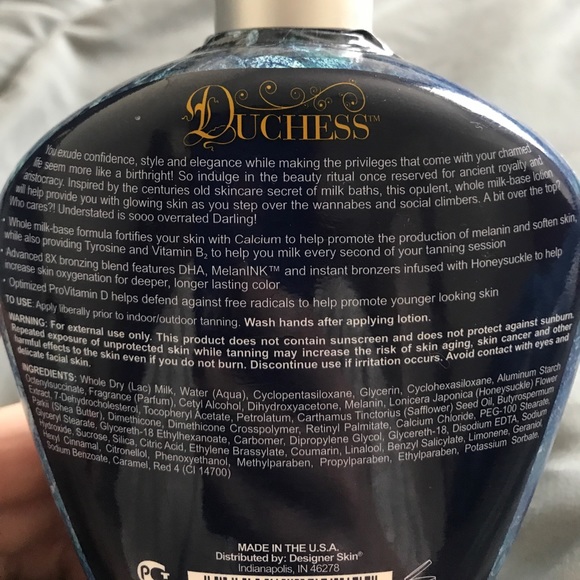 DUCHESS™
You exude confidence, style and elegance while making the privileges that come with your charmed
life seem more like a birthright! So indulge in the beauty ritual once reserved for ancient royalty and
aristocracy. Inspired by the centuries old skincare secret of milk baths, this opulent, whole milk-base lotion
will help provide you with glowing skin as you step over the wannabes and social climbers. A bit over the top?
Who cares?! Understated is sooo overrated Darling!
• Whole milk-base formula fortifies your skin with Calcium to help promote the production of melanin and soften skin,
while also providing Tyrosine and Vitamin B₂ to help you milk every second of your tanning session
• Advanced 8X bronzing blend features DHA, MelanINK™ and instant bronzers infused with Honeysuckle to help
increase skin oxygenation for deeper, longer lasting color
• Optimized ProVitamin D helps defend against free radicals to help promote younger looking skin
TO USE: Apply liberally prior to indoor/outdoor tanning. Wash hands after applying lotion.
WARNING: For external use only. This product does not contain sunscreen and does not protect against sunburn.
Repeated exposure of unprotected skin while tanning may increase the risk of skin aging, skin cancer and other
harmful effects to the skin even if you do not burn. Discontinue use if irritation occurs. Avoid contact with eyes and
delicate facial skin.
INGREDIENTS: Whole Dry (Lac) Milk, Water (Aqua), Cyclopentasiloxane, Glycerin, Cyclohexasiloxane, Aluminum Starch
Octenylsuccinate, Fragrance (Parfum), Cetyl Alcohol, Dihydroxyacetone, Melanin, Lonicera Japonica (Honeysuckle) Flower
Extract, 7-Dehydrocholesterol, Tocopheryl Acetate, Petrolatum, Carthamus Tinctorius (Safflower) Seed Oil, Butyrospermum
Parkii (Shea Butter), Dimethicone, Dimethicone Crosspolymer, Retinyl Palmitate, Calcium Chloride, PEG-100 Stearate,
Glyceryl Stearate, Glycereth-18 Ethylhexanoate, Carbomer, Dipropylene Glycol, Glycereth-18, Disodium EDTA, Sodium
Hydroxide, Sucrose, Silica, Citric Acid, Ethylene Brassylate, Coumarin, Linalool, Benzyl Salicylate, Limonene, Geraniol,
Hexyl Cinnamal, Citronellol, Phenoxyethanol, Methylparaben, Propylparaben, Ethylparaben, Potassium Sorbate,
Sodium Benzoate, Caramel, Red 4 (CI 14700)
MADE IN THE U.S.A.
Distributed by: Designer Skin®
Indianapolis, IN 46278